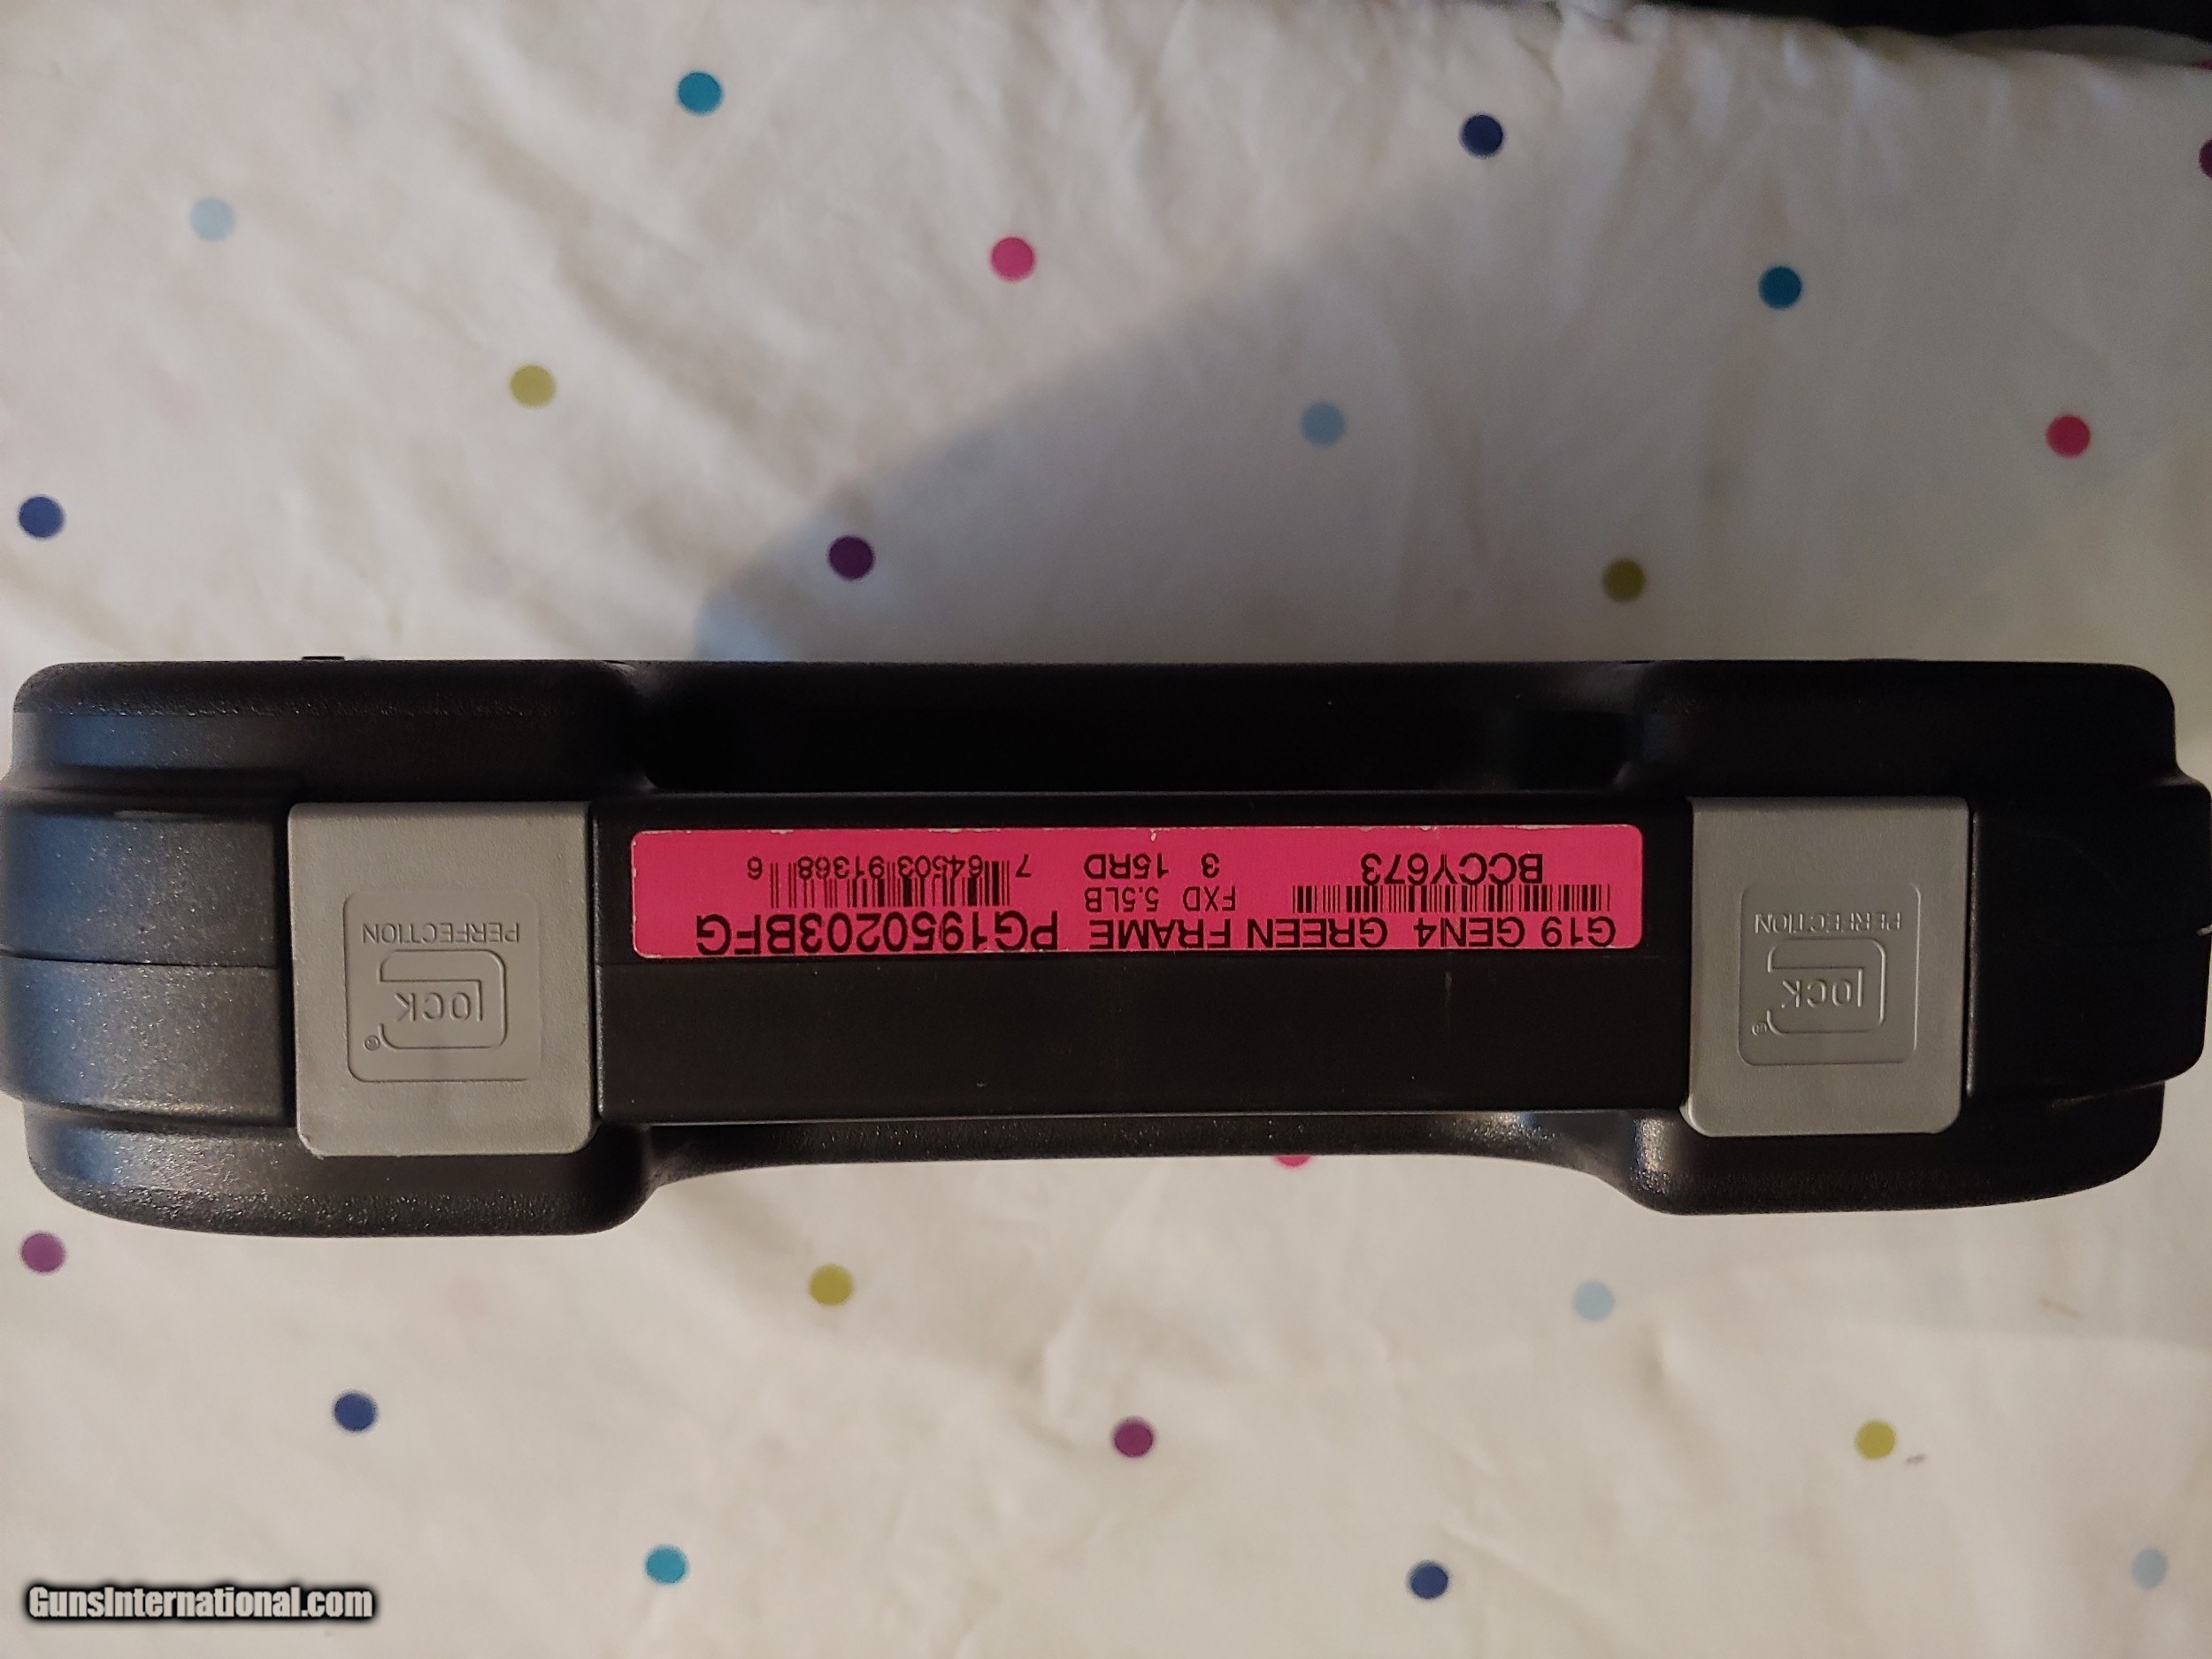 G19 GEN4 GREEN FRAME PG1950203BFG
FXD 5.5LB
BCCY673 3 15RD 7 64503 91368 6
GLOCK®
PERFECTION
GLOCK®
PERFECTION
GunsInternational.com